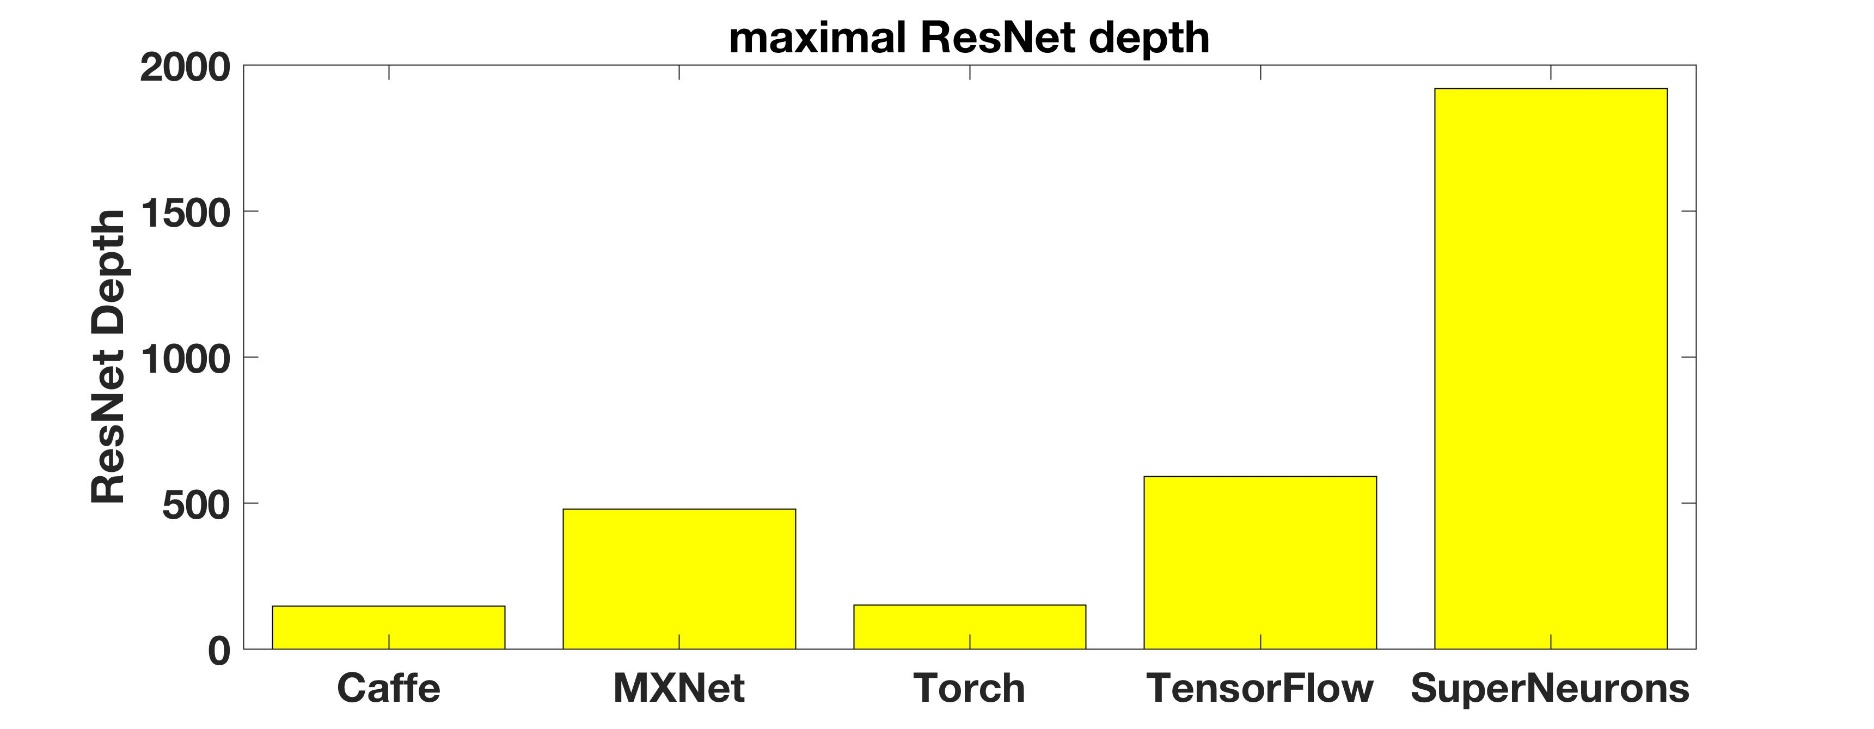 maximal ResNet depth
2000
1500
1000
500
0
ResNet Depth
Caffe MXNet Torch TensorFlow SuperNeurons